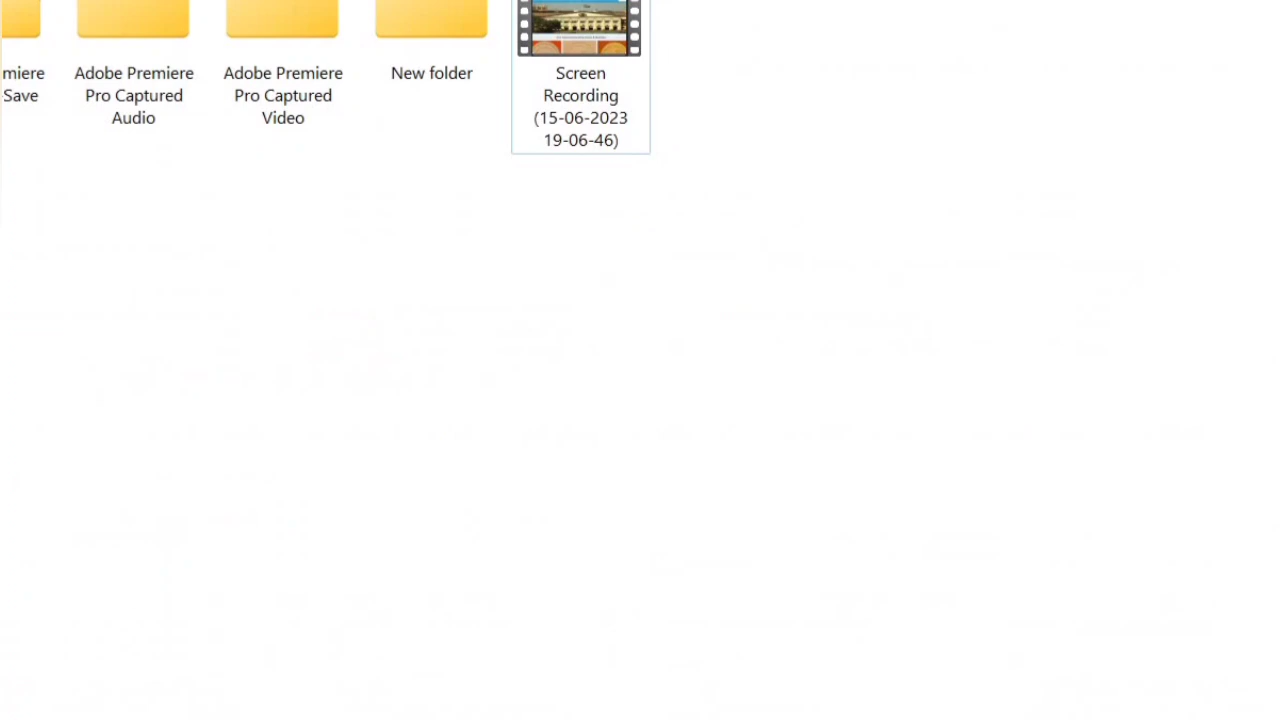 miere
Save
Adobe Premiere
Pro Captured
Audio
Adobe Premiere
Pro Captured
Video
New folder
Screen
Recording
(15-06-2023
19-06-46)